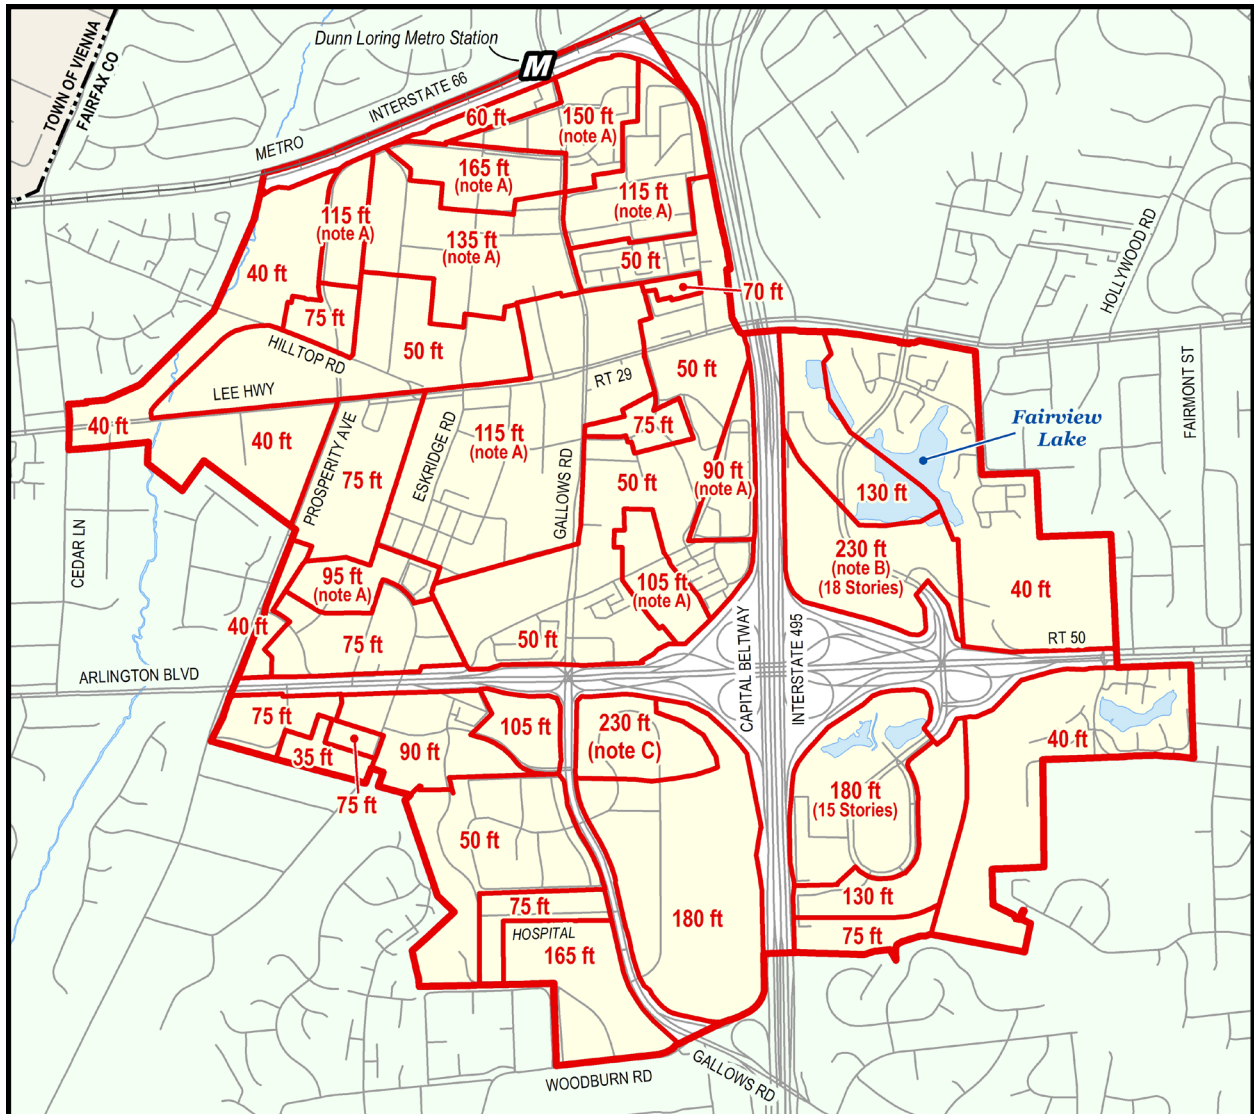 Dunn Loring Metro Station
M
TOWN OF VIENNA
FAIRFAX CO
METRO
INTERSTATE 66
60 ft
150 ft
(note A)
165 ft
(note A)
115 ft
(note A)
115 ft
(note A)
135 ft
(note A)
40 ft
50 ft
70 ft
75 ft
HOLLYWOOD RD
HILLTOP RD
50 ft
RT 29
50 ft
FAIRMONT ST
LEE HWY
40 ft
40 ft
75 ft
Fairview
Lake
PROSPERITY AVE
ESKRIDGE RD
115 ft
(note A)
GALLOWS RD
75 ft
50 ft
90 ft
(note A)
130 ft
CEDAR LN
95 ft
(note A)
105 ft
(note A)
230 ft
(note B)
(18 Stories)
40 ft
40 ft
75 ft
50 ft
RT 50
ARLINGTON BLVD
CAPITAL BELTWAY
INTERSTATE 495
75 ft
35 ft
75 ft
90 ft
105 ft
230 ft
(note C)
40 ft
180 ft
(15 Stories)
50 ft
75 ft
HOSPITAL
165 ft
180 ft
130 ft
75 ft
WOODBURN RD
GALLOWS RD